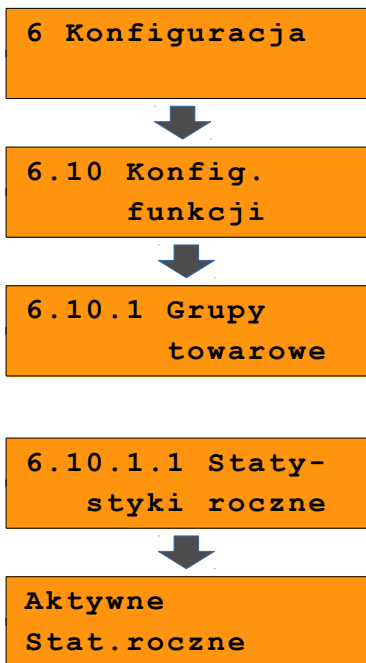 6 Konfiguracja
6.10 Konfig.
funkcji
6.10.1 Grupy
towarowe
6.10.1.1 Staty-
styki roczne
Aktywne
Stat.roczne